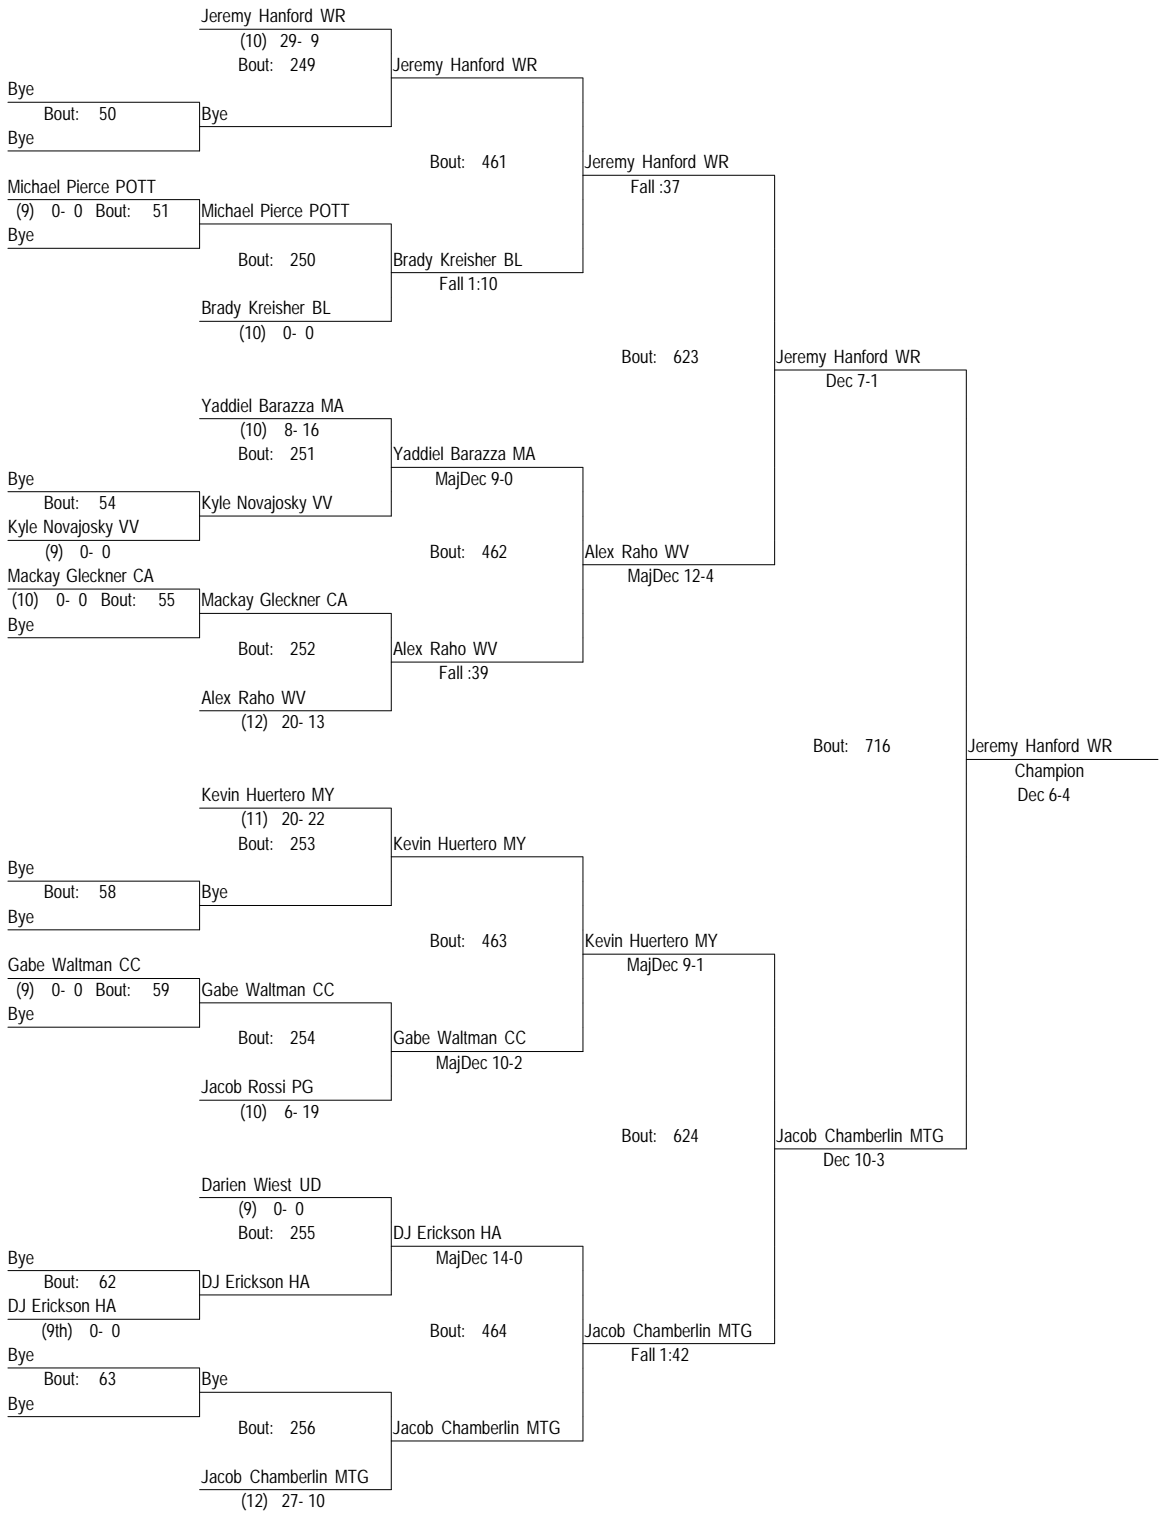 Jeremy Hanford WR
(10) 29- 9
Bout: 249
Jeremy Hanford WR
Bye
Bout: 50
Bye
Bye
Bout: 461
Jeremy Hanford WR
Fall :37
Michael Pierce POTT
(9) 0- 0 Bout: 51
Michael Pierce POTT
Bye
Bout: 250
Brady Kreisher BL
Fall 1:10
Brady Kreisher BL
(10) 0- 0
Bout: 623
Jeremy Hanford WR
Dec 7-1
Yaddiel Barazza MA
(10) 8- 16
Bout: 251
Yaddiel Barazza MA
MajDec 9-0
Bye
Bout: 54
Kyle Novajosky VV
Kyle Novajosky VV
(9) 0- 0
Bout: 462
Alex Raho WV
MajDec 12-4
Mackay Gleckner CA
(10) 0- 0 Bout: 55
Mackay Gleckner CA
Bye
Bout: 252
Alex Raho WV
Fall :39
Alex Raho WV
(12) 20- 13
Bout: 716
Jeremy Hanford WR
Champion
Dec 6-4
Kevin Huertero MY
(11) 20- 22
Bout: 253
Kevin Huertero MY
Bye
Bout: 58
Bye
Bye
Bout: 463
Kevin Huertero MY
MajDec 9-1
Gabe Waltman CC
(9) 0- 0 Bout: 59
Gabe Waltman CC
Bye
Bout: 254
Gabe Waltman CC
MajDec 10-2
Jacob Rossi PG
(10) 6- 19
Bout: 624
Jacob Chamberlin MTG
Dec 10-3
Darien Wiest UD
(9) 0- 0
Bout: 255
DJ Erickson HA
MajDec 14-0
Bye
Bout: 62
DJ Erickson HA
DJ Erickson HA
(9th) 0- 0
Bout: 464
Jacob Chamberlin MTG
Fall 1:42
Bye
Bout: 63
Bye
Bye
Bout: 256
Jacob Chamberlin MTG
Jacob Chamberlin MTG
(12) 27- 10